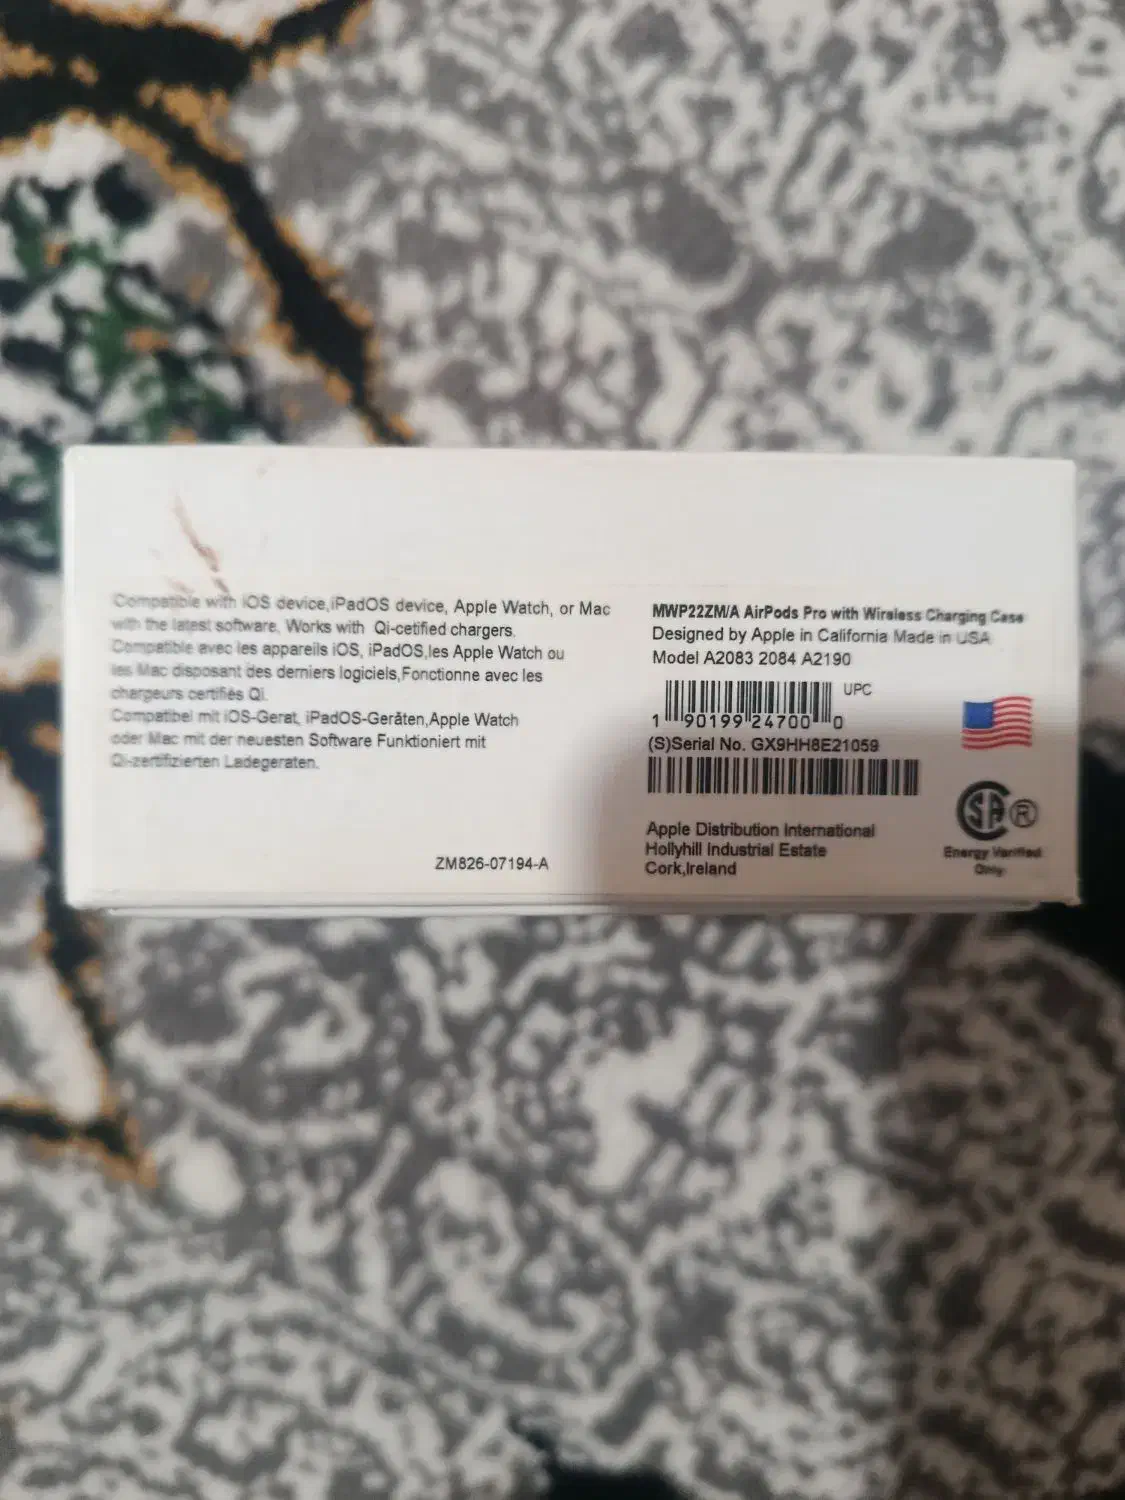 Compatible with iOS device,iPadOS device, Apple Watch, or Mac
with the latest software, Works with Qi-cetified chargers.
Compatible avec les appareils iOS, iPadOS,les Apple Watch ou
les Mac disposant des derniers logiciels,Fonctionne avec les
chargeurs certifiés Qi.
Compatibel mit iOS-Gerat, iPadOS-Geräten,Apple Watch
oder Mac mit der neuesten Software Funktioniert mit
Qi-zertifizierten Ladegeraten.
ZM826-07194-A
MWP22ZM/A AirPods Pro with Wireless Charging Case
Designed by Apple in California Made in USA
Model A2083 2084 A2190
UPC
1 90199 24700 0
(S)Serial No. GX9HH8E21059
Apple Distribution International
Hollyhill Industrial Estate
Cork,Ireland
SA ®
Energy Verified
Only